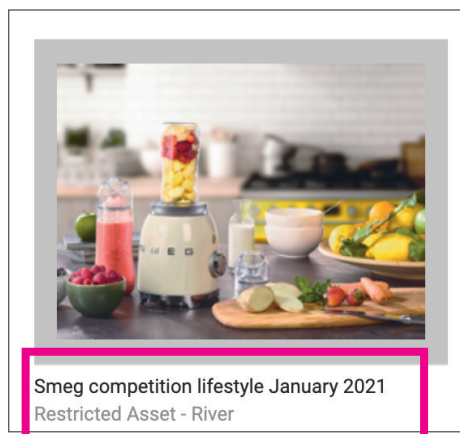 SMEG
Smeg competition lifestyle January 2021
Restricted Asset - River